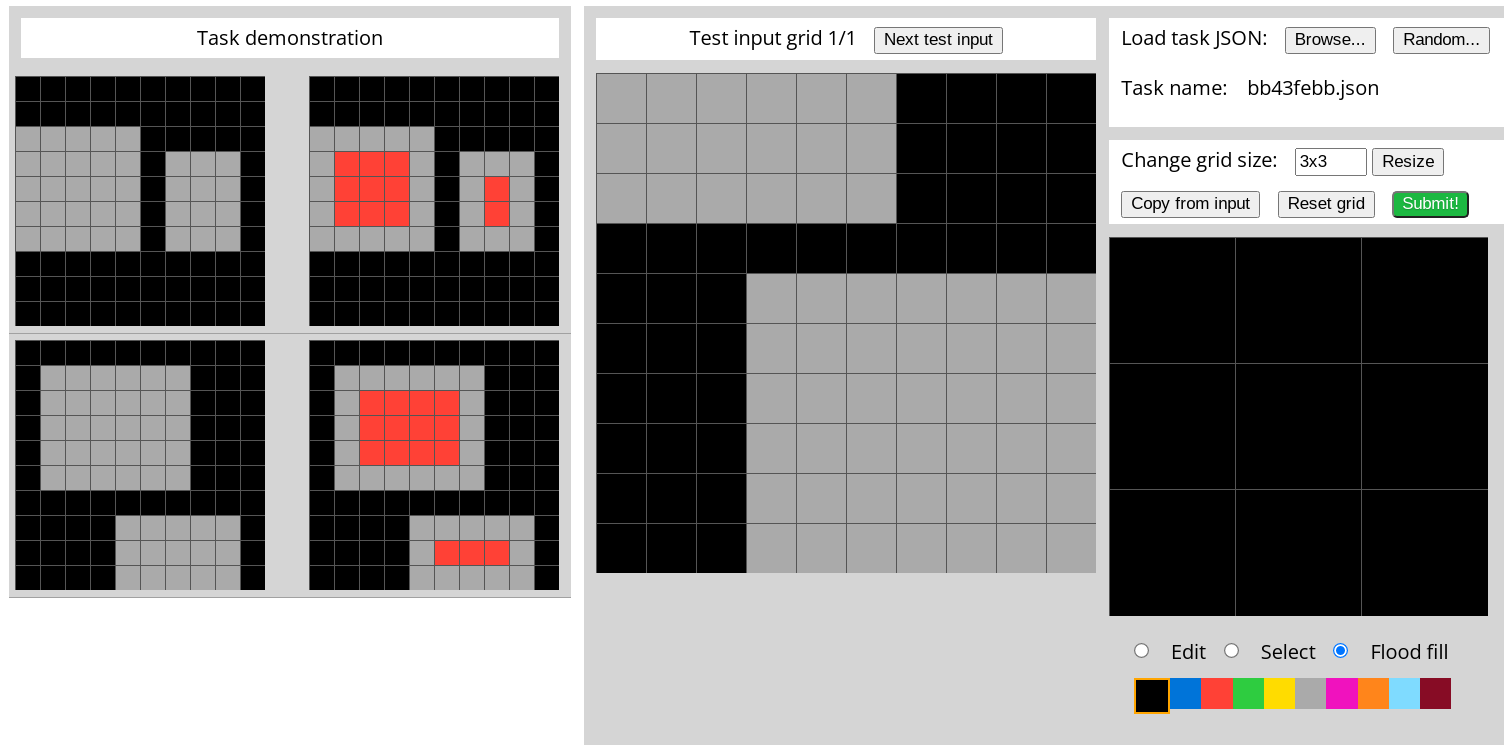 Task demonstration
Test input grid 1/1 Next test input
Load task JSON: Browse... Random...
Task name: bb43febb.json
Change grid size: 3x3 Resize
Copy from input Reset grid Submit!
Edit Select Flood fill